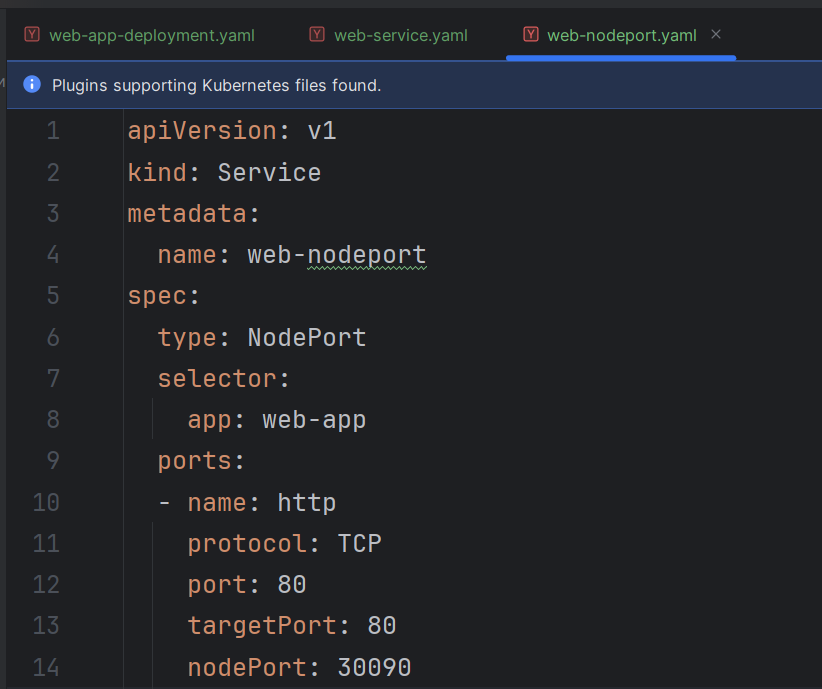 web-app-deployment.yaml web-service.yaml web-nodeport.yaml
Plugins supporting Kubernetes files found.
1 apiVersion: v1
2 kind: Service
3 metadata:
4   name: web-nodeport
5 spec:
6   type: NodePort
7   selector:
8     app: web-app
9   ports:
10   - name: http
11     protocol: TCP
12     port: 80
13     targetPort: 80
14     nodePort: 30090